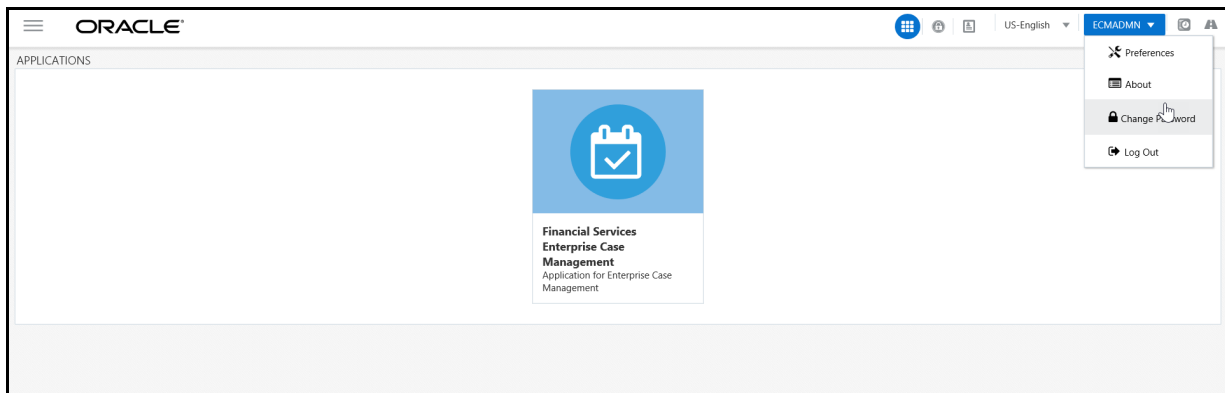 ORACLE
US-English
ECMADMN
Preferences
About
Change Password
Log Out
APPLICATIONS
Financial Services
Enterprise Case
Management
Application for Enterprise Case
Management